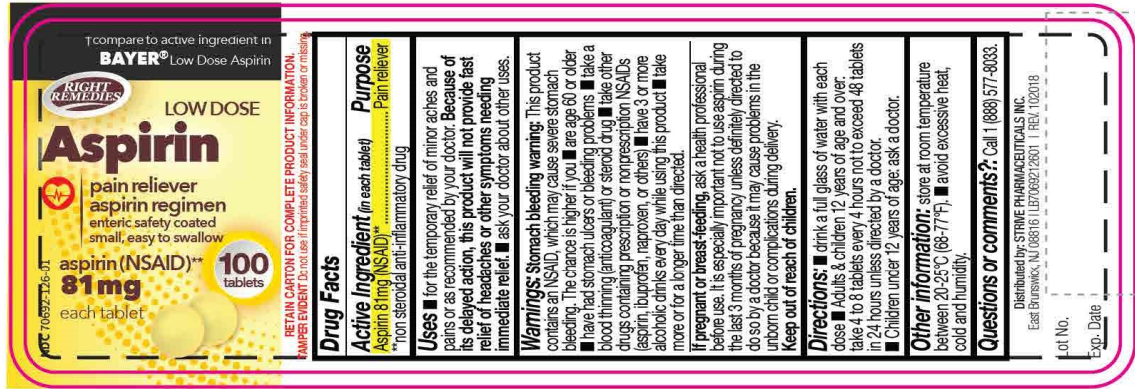 †compare to active ingredient in
BAYER® Low Dose Aspirin
RIGHT
REMEDIES
LOW DOSE
Aspirin
pain reliever
aspirin regimen
enteric safety coated
small, easy to swallow
aspirin (NSAID)**
81mg
each tablet
100
tablets
NDC 70692-126-01
RETAIN CARTON FOR COMPLETE PRODUCT INFORMATION.
TAMPER EVIDENT Do not use if imprinted safety seal under cap is broken or missing.
Drug Facts
Active Ingredient (in each tablet) Purpose
Aspirin 81mg (NSAID)** Pain reliever
**non steroidal anti-inflammatory drug
Uses ■ for the temporary relief of minor aches and
pains or as recommended by your doctor. Because of
its delayed action, this product will not provide fast
relief of headaches or other symptoms needing
immediate relief. ■ ask your doctor about other uses.
Warnings: Stomach bleeding warning: This product
contains an NSAID, which may cause severe stomach
bleeding. The chance is higher if you ■ are age 60 or older
■ have had stomach ulcers or bleeding problems ■ take a
blood thinning (anticoagulant) or steroid drug ■ take other
drugs containing prescription or nonprescription NSAIDs
(aspirin, ibuprofen, naproxen, or others) ■ have 3 or more
alcoholic drinks every day while using this product ■ take
more or for a longer time than directed.
If pregnant or breast-feeding, ask a health professional
before use. It is especially important not to use aspirin during
the last 3 months of pregnancy unless definitely directed to
do so by a doctor because it may cause problems in the
unborn child or complications during delivery.
Keep out of reach of children.
Directions: ■ drink a full glass of water with each
dose ■ Adults & children 12 years of age and over:
take 4 to 8 tablets every 4 hours not to exceed 48 tablets
in 24 hours unless directed by a doctor.
■ Children under 12 years of age: ask a doctor.
Other information: store at room temperature
between 20-25°C (68-77°F). ■ avoid excessive heat,
cold and humidity.
Questions or comments?: Call 1 (888) 577-8033.
Distributed by: STRIVE PHARMACEUTICALS INC.
East Brunswick, NJ 08816 I LB7069212601 I REV. 102018
Lot No.
Exp. Date